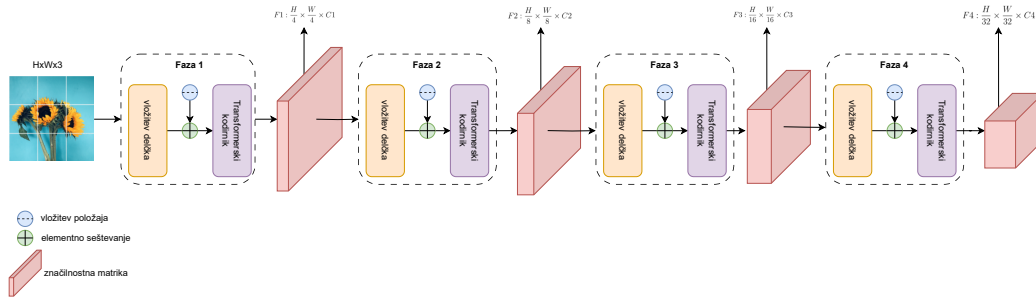 F1 : H/4 × W/4 × C1
F2 : H/8 × W/8 × C2
F3 : H/16 × W/16 × C3
F4 : H/32 × W/32 × C4
HxWx3
Faza 1
Faza 2
Faza 3
Faza 4
vložitev delčka
Transformerski
kodirnik
vložitev delčka
Transformerski
kodirnik
vložitev delčka
Transformerski
kodirnik
vložitev delčka
Transformerski
kodirnik
vložitev položaja
elementno seštevanje
značilnostna matrika